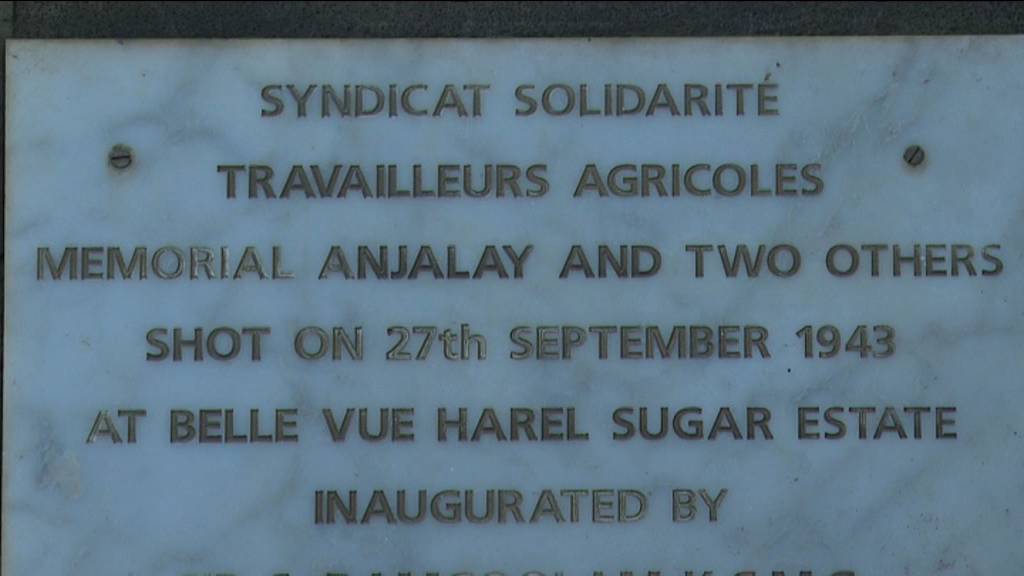 SYNDICAT SOLIDARITÉ
TRAVAILLEURS AGRICOLES
MEMORIAL ANJALAY AND TWO OTHERS
SHOT ON 27th SEPTEMBER 1943
AT BELLE VUE HAREL SUGAR ESTATE
INAUGURATED BY